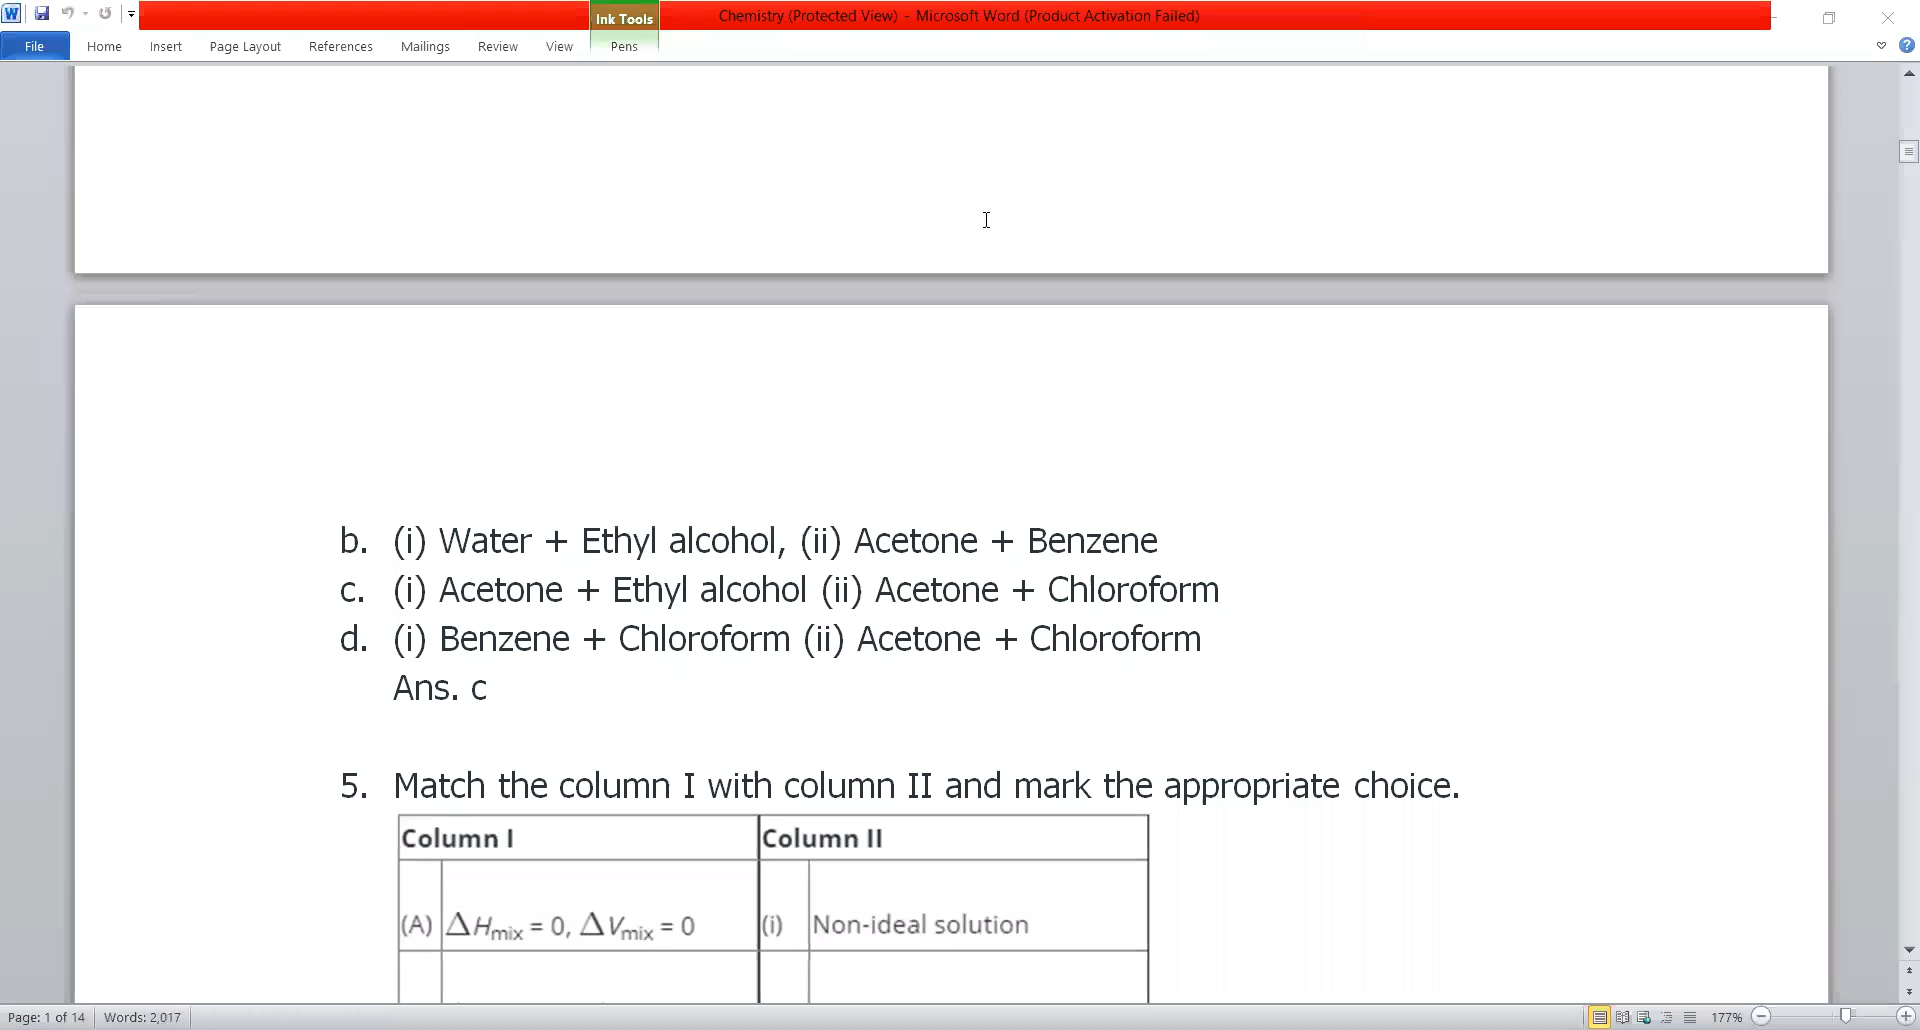 Ink Tools
Chemistry (Protected View) - Microsoft Word (Product Activation Failed)
File Home Insert Page Layout References Mailings Review View Pens
b. (i) Water + Ethyl alcohol, (ii) Acetone + Benzene
c. (i) Acetone + Ethyl alcohol (ii) Acetone + Chloroform
d. (i) Benzene + Chloroform (ii) Acetone + Chloroform
Ans. c
5. Match the column I with column II and mark the appropriate choice.
Column I Column II
(A) ΔHmix = 0, ΔVmix = 0 (i) Non-ideal solution
Page: 1 of 14 Words: 2,017 177%